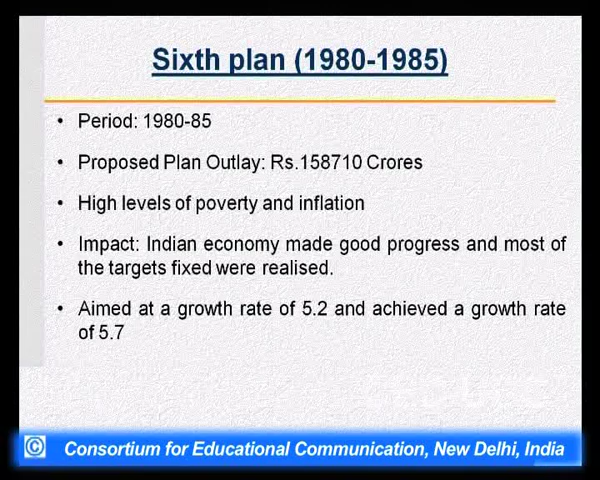 Sixth plan (1980-1985)
• Period: 1980-85
• Proposed Plan Outlay: Rs.158710 Crores
• High levels of poverty and inflation
• Impact: Indian economy made good progress and most of
the targets fixed were realised.
• Aimed at a growth rate of 5.2 and achieved a growth rate
of 5.7
© Consortium for Educational Communication, New Delhi, India